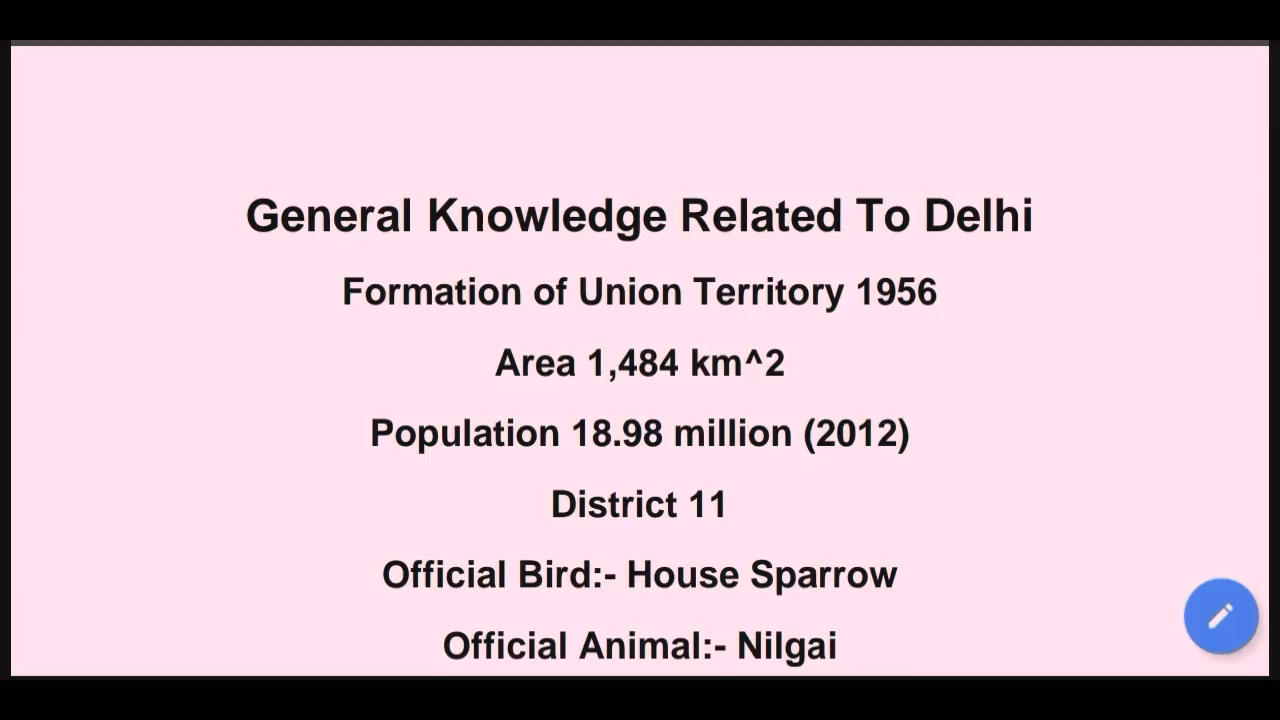 General Knowledge Related To Delhi
Formation of Union Territory 1956
Area 1,484 km^2
Population 18.98 million (2012)
District 11
Official Bird:- House Sparrow
Official Animal:- Nilgai